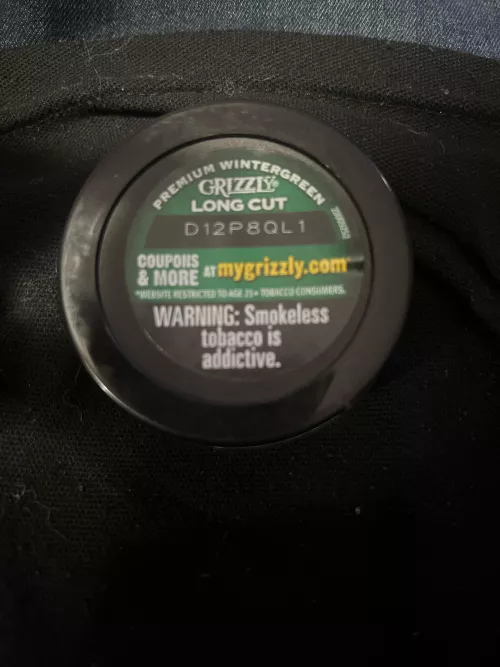 PREMIUM WINTERGREEN
GRIZZLY®
LONG CUT
D12P8QL1
COUPONS
& MORE AT mygrizzly.com
*WEBSITE RESTRICTED TO AGE 21+ TOBACCO CONSUMERS.
WARNING: Smokeless
tobacco is
addictive.